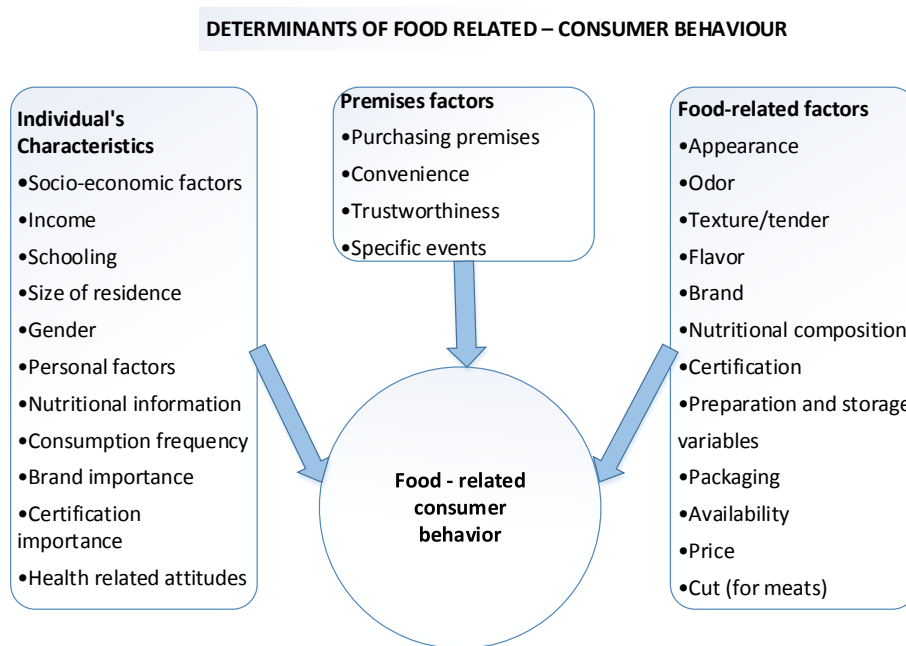 DETERMINANTS OF FOOD RELATED – CONSUMER BEHAVIOUR
Individual's
Characteristics
•Socio-economic factors
•Income
•Schooling
•Size of residence
•Gender
•Personal factors
•Nutritional information
•Consumption frequency
•Brand importance
•Certification
importance
•Health related attitudes
Premises factors
•Purchasing premises
•Convenience
•Trustworthiness
•Specific events
Food-related factors
•Appearance
•Odor
•Texture/tender
•Flavor
•Brand
•Nutritional composition
•Certification
•Preparation and storage
variables
•Packaging
•Availability
•Price
•Cut (for meats)
Food - related
consumer
behavior